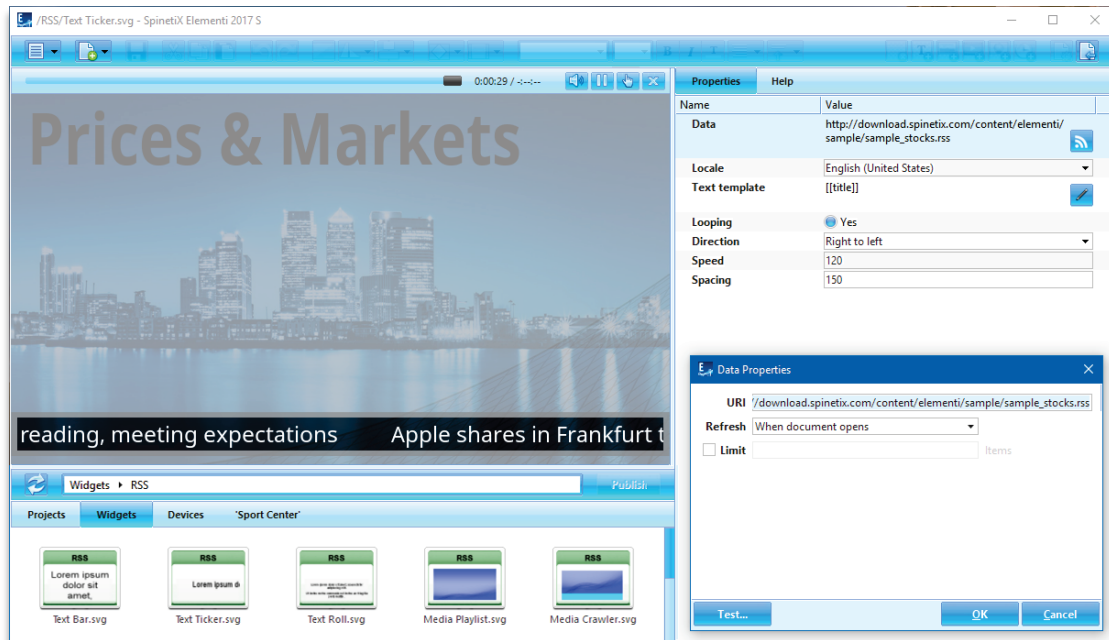 /RSS/Text Ticker.svg - SpinetiX Elementi 2017 S
0:00:29 / -:--:--
Prices & Markets
reading, meeting expectations Apple shares in Frankfurt t
Widgets RSS
Publish
Projects Widgets Devices 'Sport Center'
RSS RSS RSS RSS RSS
Lorem ipsum
dolor sit
amet,
Lorem ipsum d
Text Bar.svg Text Ticker.svg Text Roll.svg Media Playlist.svg Media Crawler.svg
Properties Help
Name Value
Data http://download.spinetix.com/content/elementi/
sample/sample_stocks.rss
Locale English (United States)
Text template [[title]]
Looping Yes
Direction Right to left
Speed 120
Spacing 150
Data Properties
URI '/download.spinetix.com/content/elementi/sample/sample_stocks.rss
Refresh When document opens
Limit Items
Test... OK Cancel